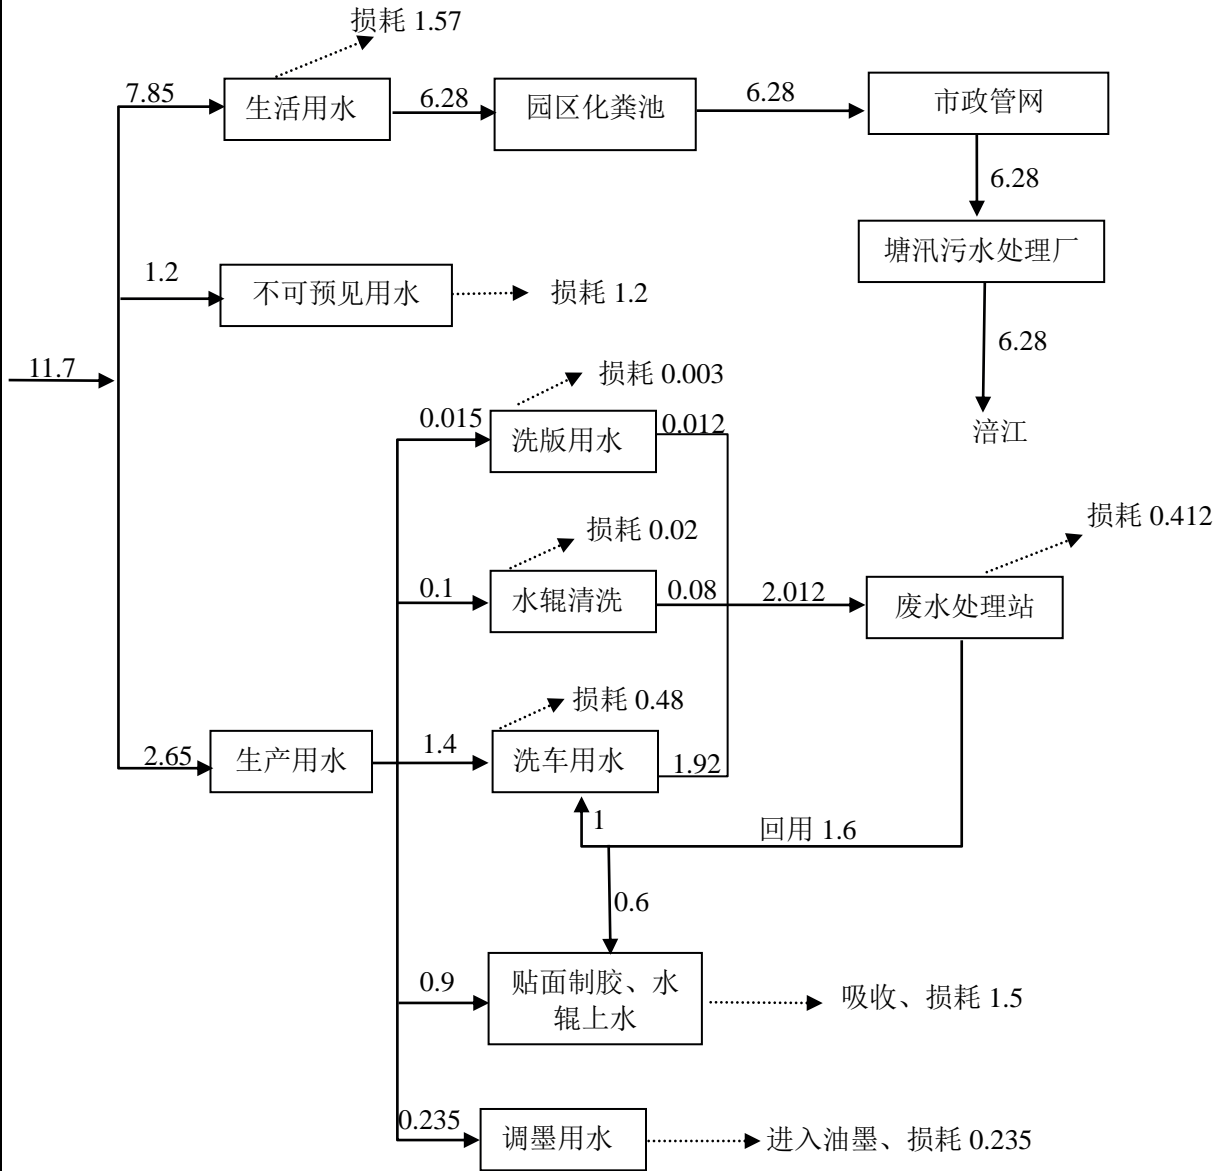 损耗 1.57
7.85
生活用水
6.28
园区化粪池
6.28
市政管网
6.28
塘汛污水处理厂
1.2
不可预见用水
损耗 1.2
6.28
11.7
损耗 0.003
0.015
洗版用水
0.012
涪江
损耗 0.412
损耗 0.02
0.1
水辊清洗
0.08
2.012
废水处理站
损耗 0.48
2.65
生产用水
1.4
洗车用水
1.92
1
回用 1.6
0.6
0.9
贴面制胶、水
辊上水
吸收、损耗 1.5
0.235
调墨用水
进入油墨、损耗 0.235